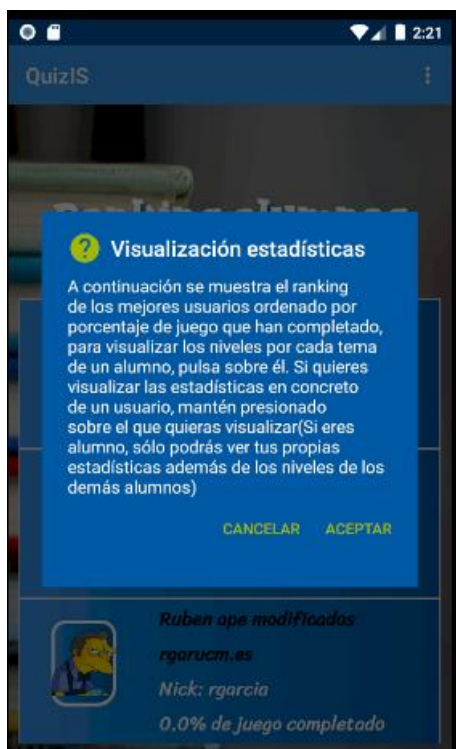 2:21
QuizIS
Ranking alumnos
Visualización estadísticas
A continuación se muestra el ranking
de los mejores usuarios ordenado por
porcentaje de juego que han completado,
para visualizar los niveles por cada tema
de un alumno, pulsa sobre él. Si quieres
visualizar las estadísticas en concreto
de un usuario, mantén presionado
sobre el que quieras visualizar(Si eres
alumno, sólo podrás ver tus propias
estadísticas además de los niveles de los
demás alumnos)
CANCELAR ACEPTAR
Ruben ape modificados
rgarucm.es
Nick: rgarcia
0.0% de juego completado